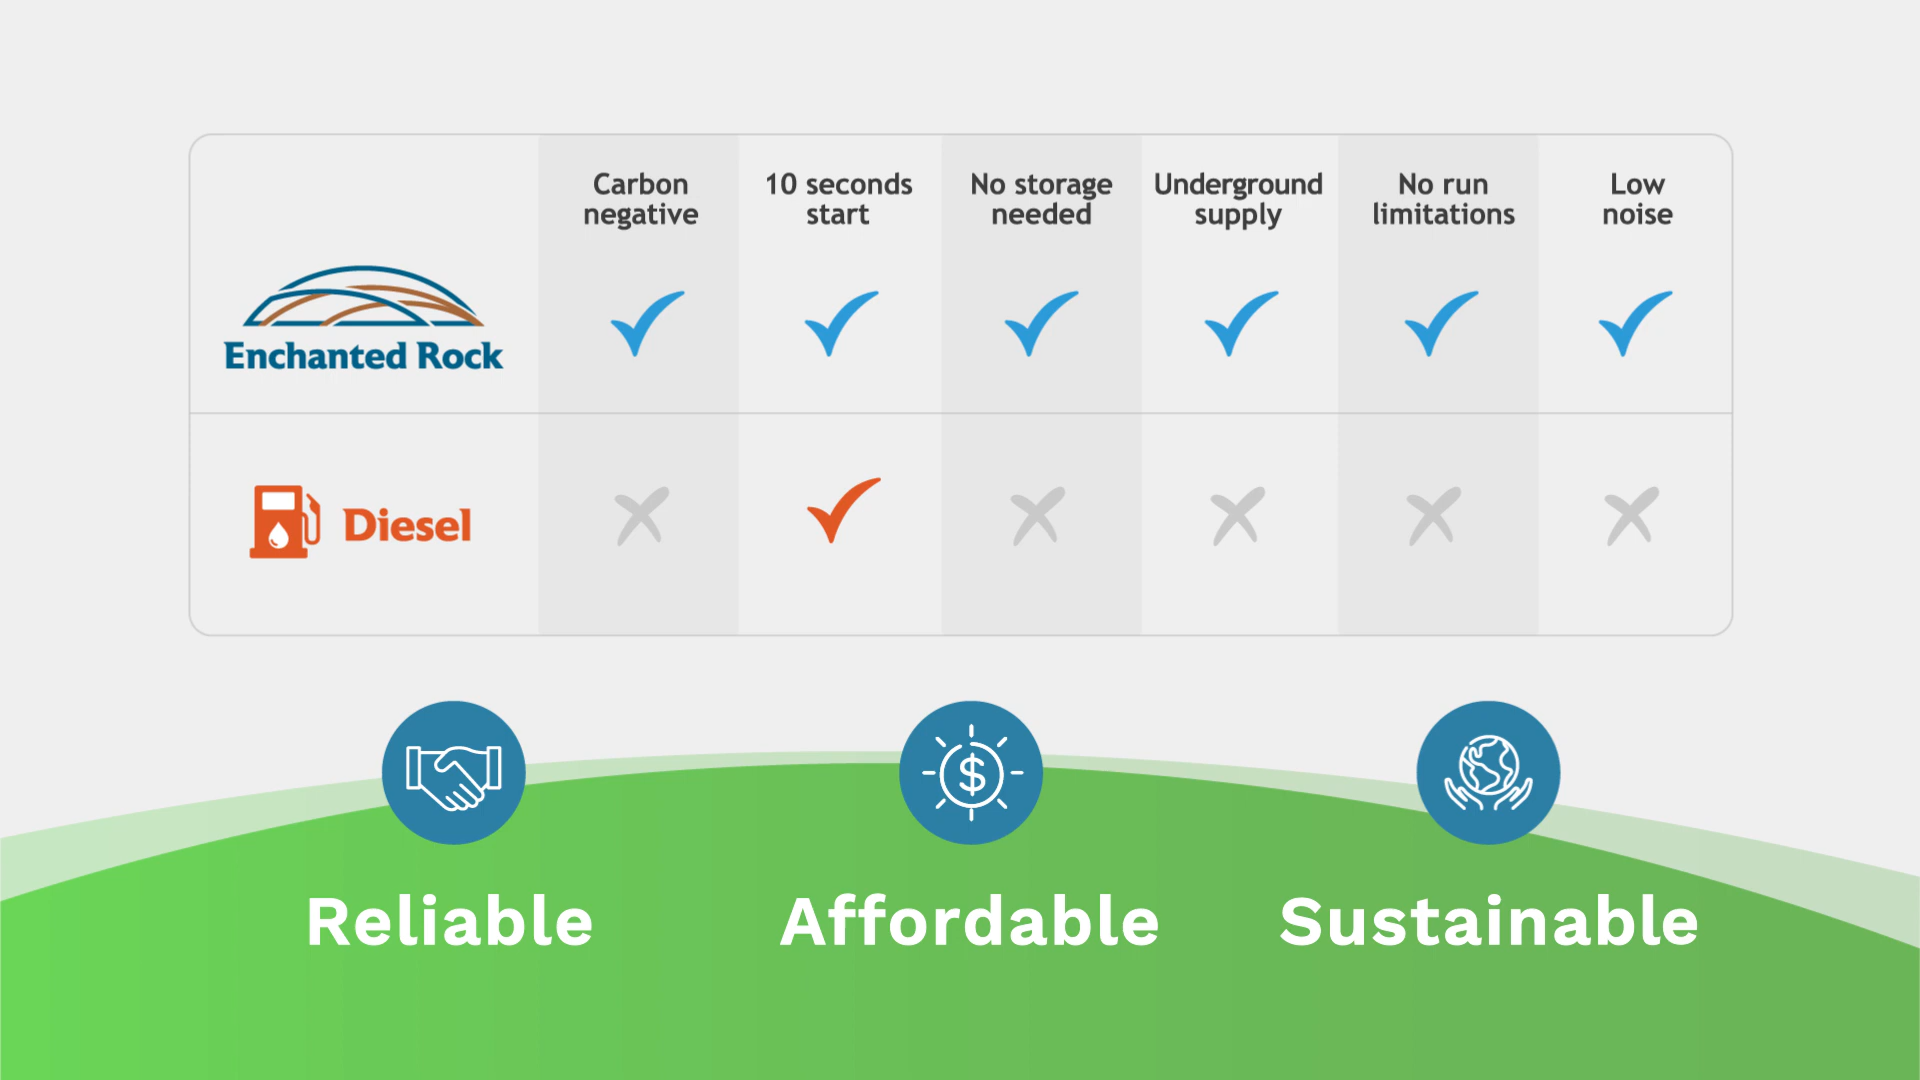 Carbon
negative
10 seconds
start
No storage
needed
Underground
supply
No run
limitations
Low
noise
Enchanted Rock
Diesel
$
Reliable
Affordable
Sustainable